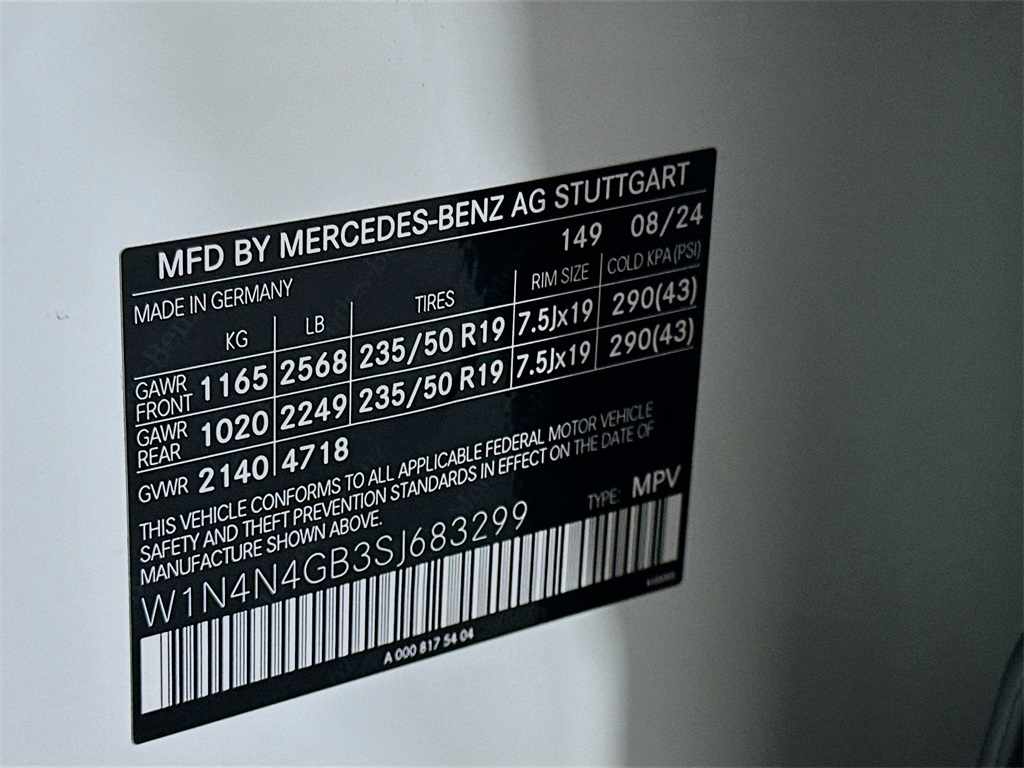 MFD BY MERCEDES-BENZ AG STUTTGART
149 08/24
MADE IN GERMANY
KG LB TIRES RIM SIZE COLD KPA (PSI)
GAWR FRONT 1165 2568 235/50 R19 7.5Jx19 290(43)
GAWR REAR 1020 2249 235/50 R19 7.5Jx19 290(43)
GVWR 2140 4718
THIS VEHICLE CONFORMS TO ALL APPLICABLE FEDERAL MOTOR VEHICLE
SAFETY AND THEFT PREVENTION STANDARDS IN EFFECT ON THE DATE OF
MANUFACTURE SHOWN ABOVE.
TYPE: MPV
W1N4N4GB3SJ683299
A 000 817 54 04